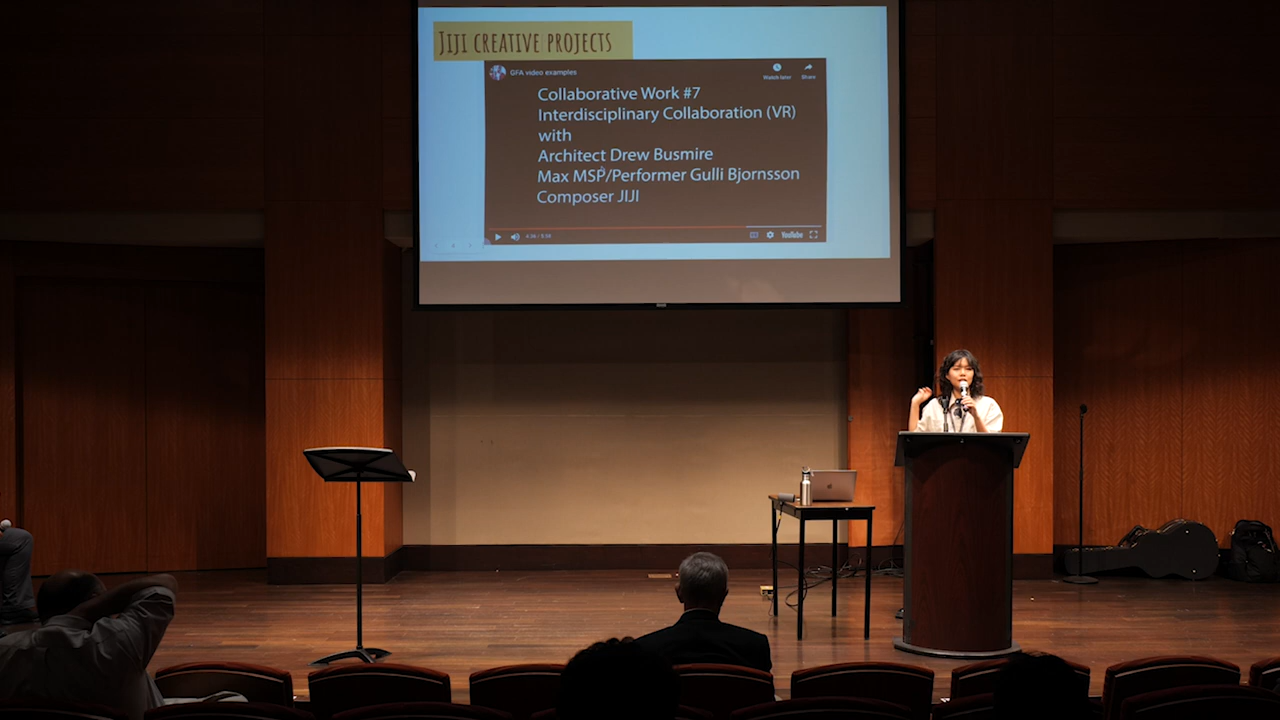 JIJI CREATIVE PROJECTS
GFA video examples
Watch later
Share
Collaborative Work #7
Interdisciplinary Collaboration (VR)
with
Architect Drew Busmire
Max MSP/Performer Gulli Bjornsson
Composer JIJI
YouTube